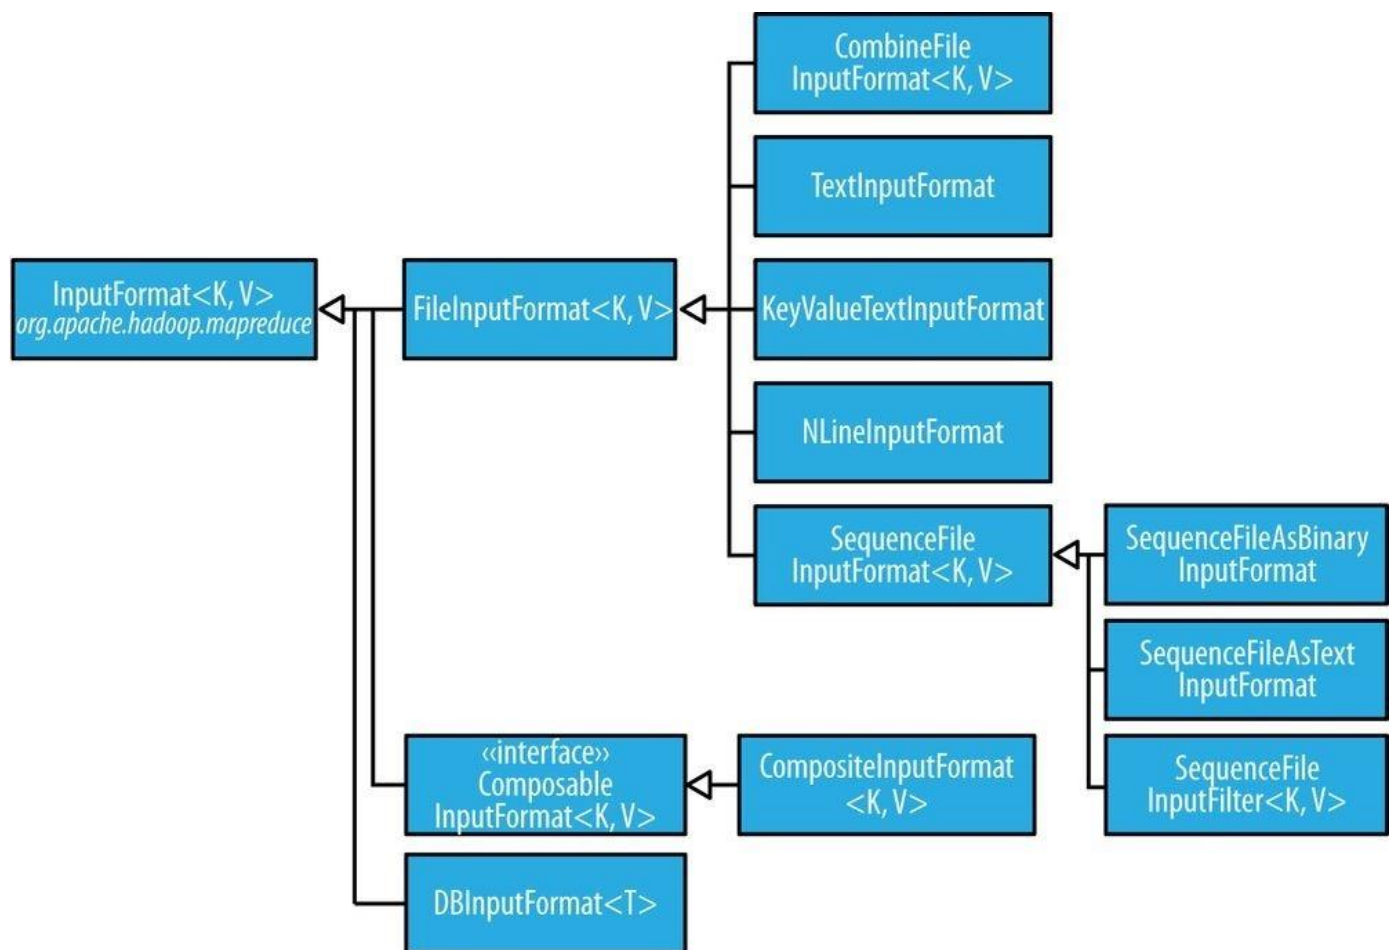 CombineFile
InputFormat<K, V>
TextInputFormat
InputFormat<K, V>
org.apache.hadoop.mapreduce
FileInputFormat<K, V>
KeyValueTextInputFormat
NLineInputFormat
SequenceFile
InputFormat<K, V>
SequenceFileAsBinary
InputFormat
SequenceFileAsText
InputFormat
«interface»
Composable
InputFormat<K, V>
CompositeInputFormat
<K, V>
SequenceFile
InputFilter<K, V>
DBInputFormat<T>